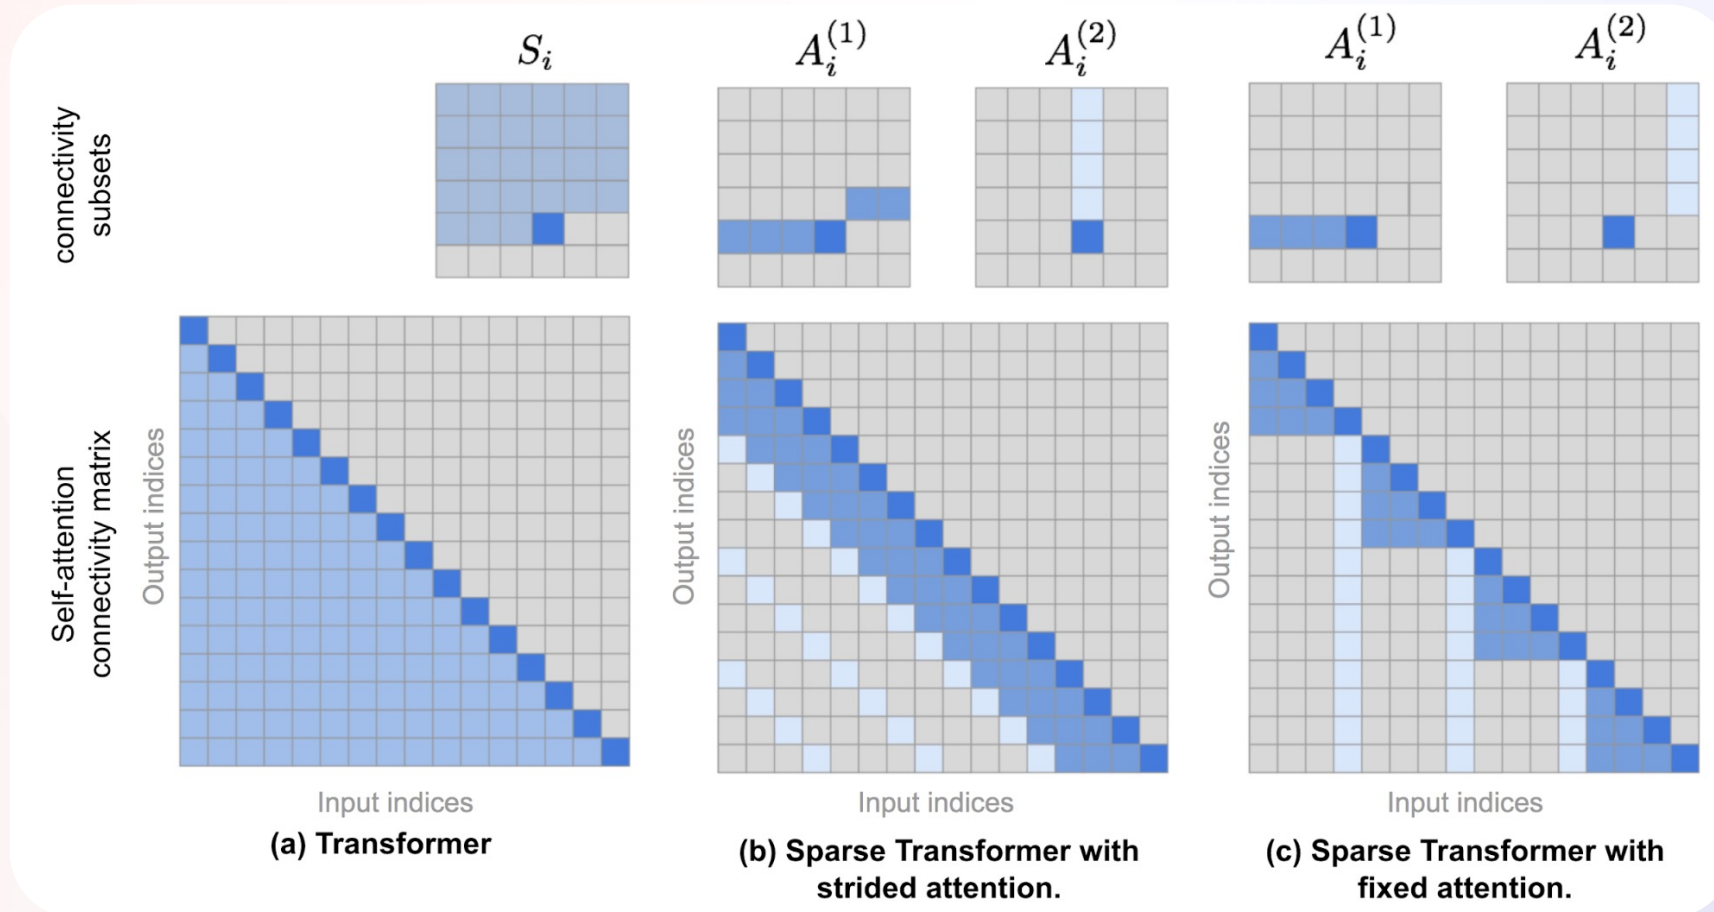 S_i
A_i^(1)
A_i^(2)
A_i^(1)
A_i^(2)
connectivity
subsets
Self-attention
connectivity matrix
Output indices
Output indices
Output indices
Input indices
Input indices
Input indices
(a) Transformer
(b) Sparse Transformer with
strided attention.
(c) Sparse Transformer with
fixed attention.